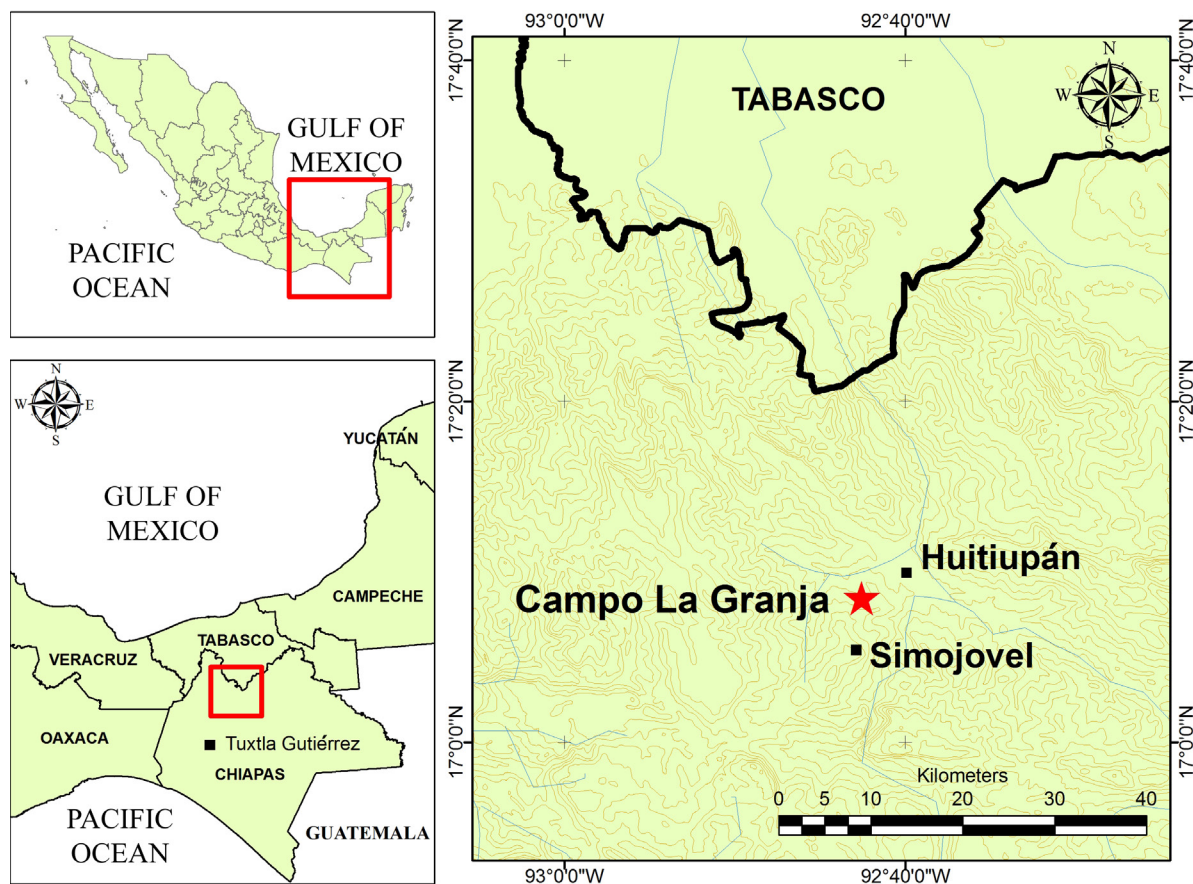 GULF OF
MEXICO
PACIFIC
OCEAN
N
W E
S
YUCATÁN
GULF OF
MEXICO
CAMPECHE
TABASCO
VERACRUZ
OAXACA
Tuxtla Gutiérrez
CHIAPAS
PACIFIC
OCEAN
GUATEMALA
93°0'0"W 92°40'0"W
17°40'0"N 17°40'0"N
N
W E
S
TABASCO
17°20'0"N 17°20'0"N
Huitiupán
Campo La Granja
Simojovel
17°0'0"N 17°0'0"N
Kilometers
0 5 10 20 30 40
93°0'0"W 92°40'0"W